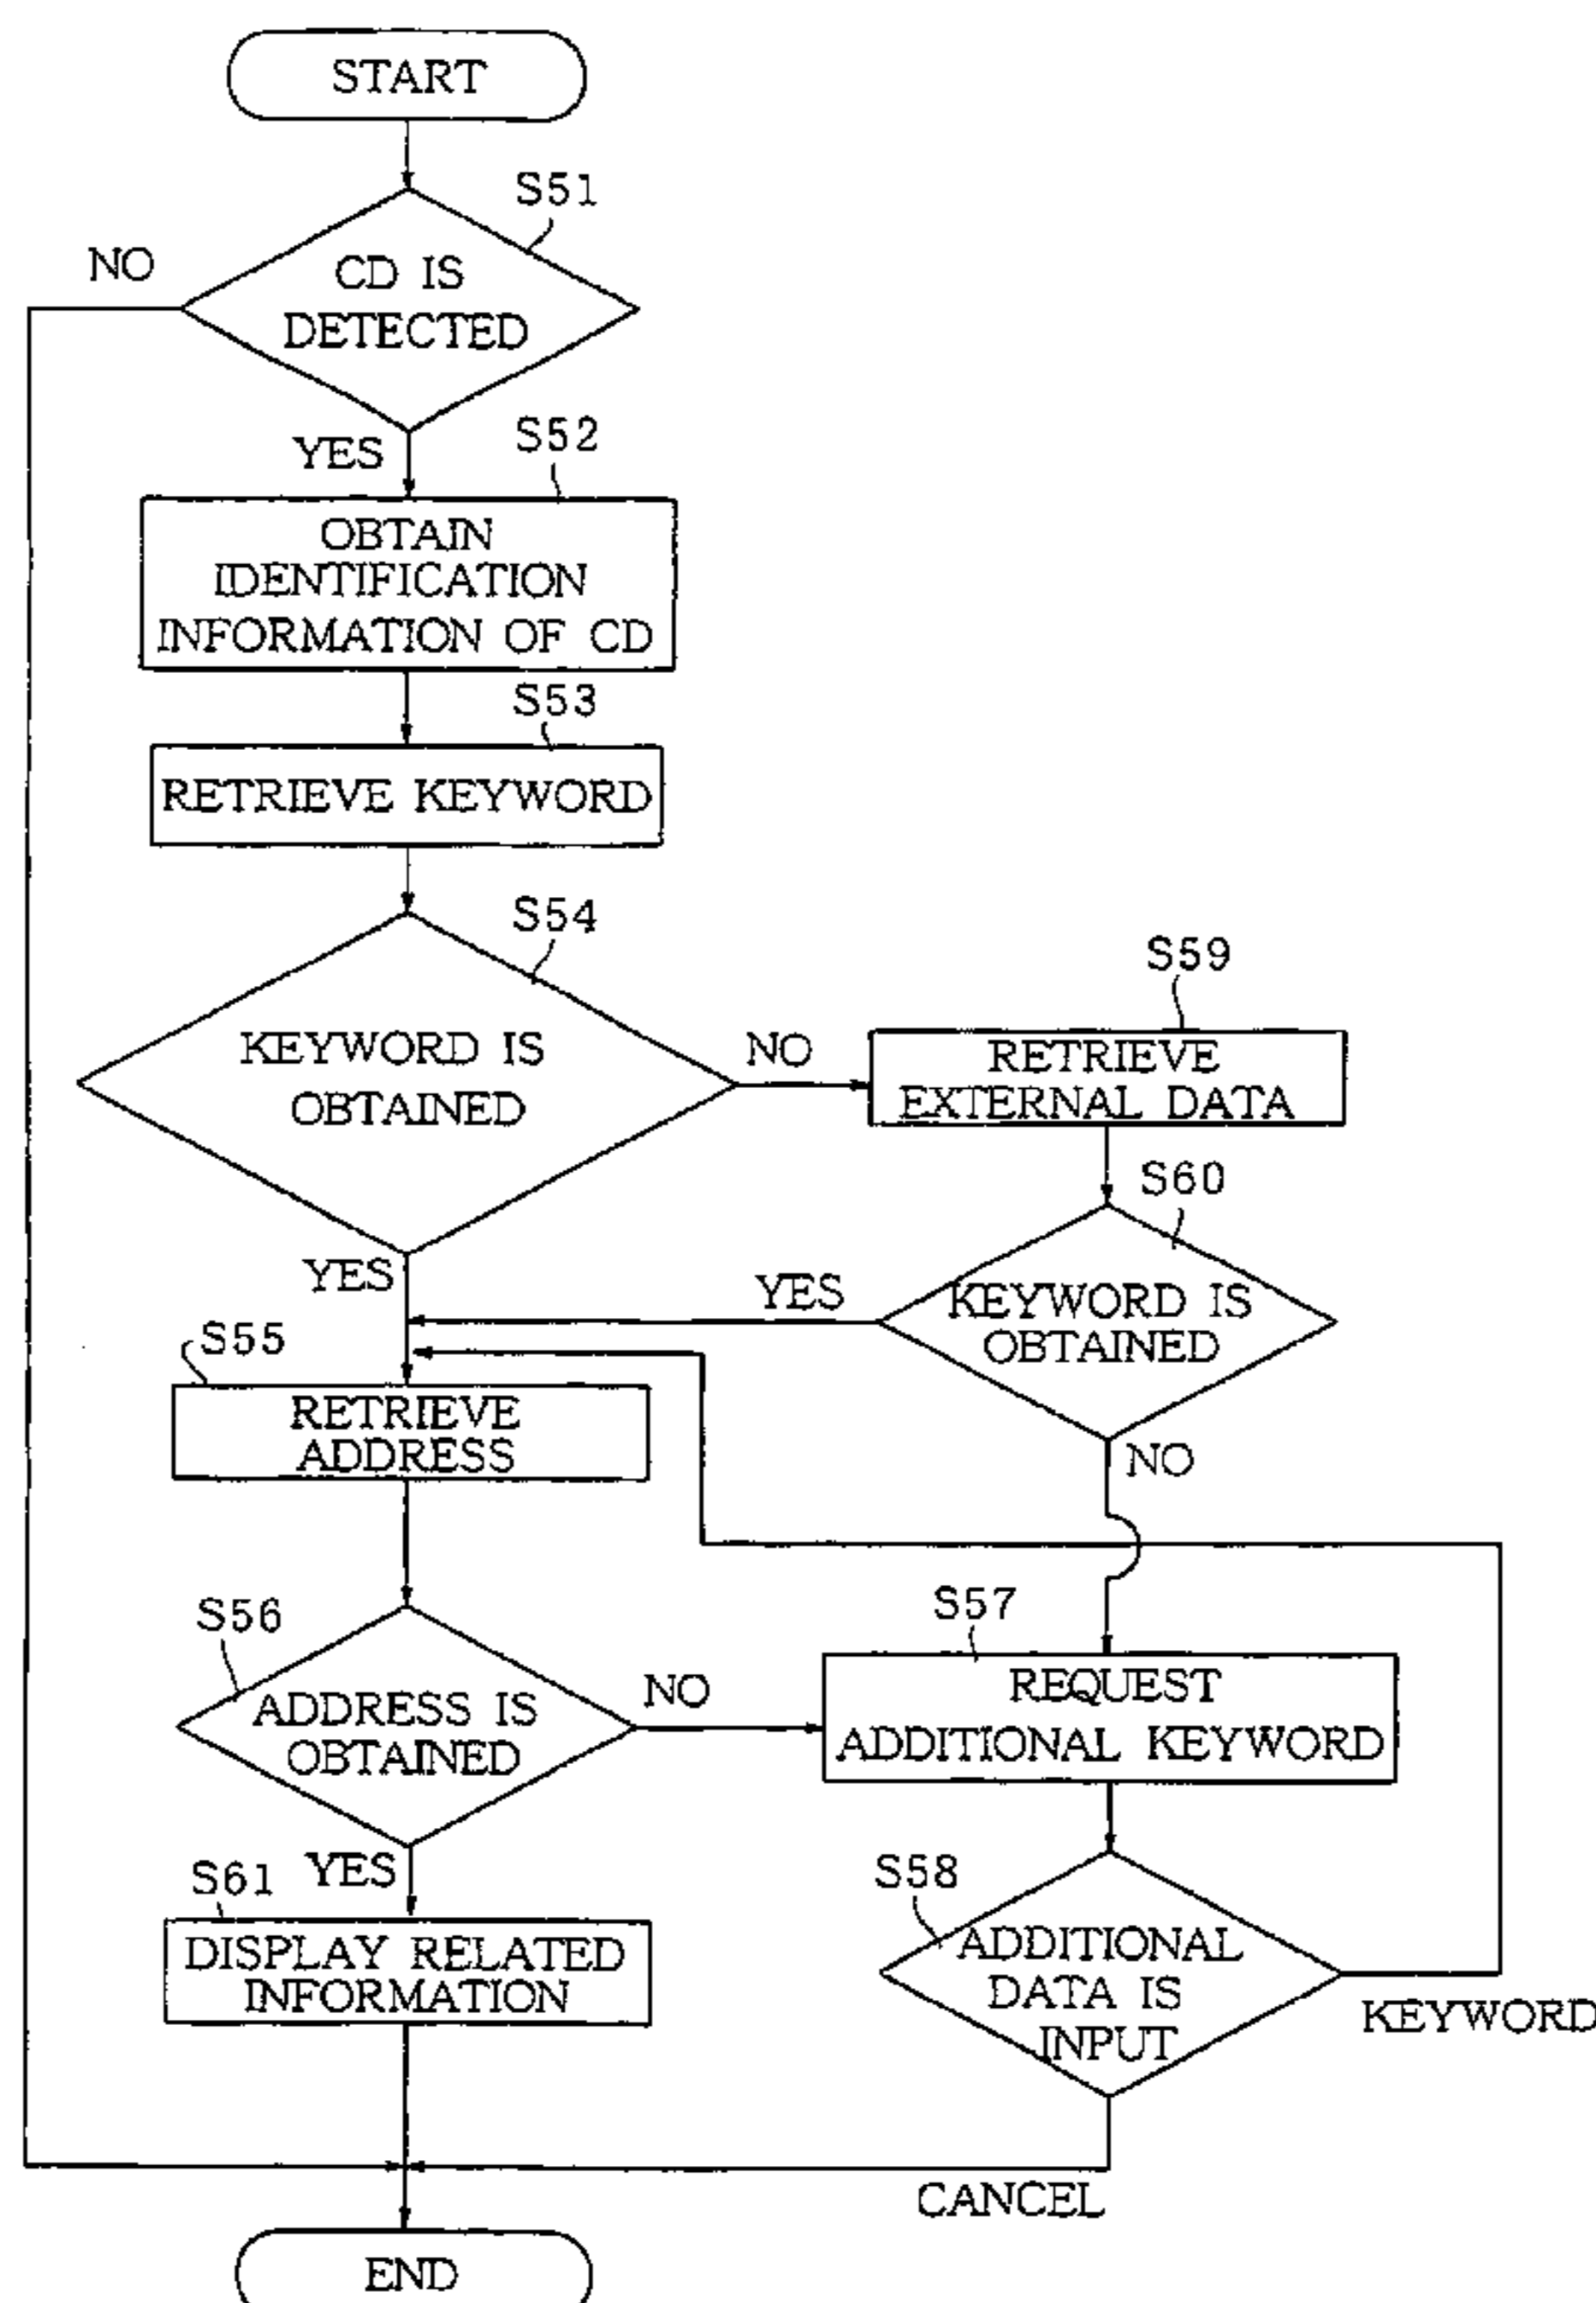 START
S51
NO
CD IS
DETECTED
YES
S52
OBTAIN
IDENTIFICATION
INFORMATION OF CD
S53
RETRIEVE KEYWORD
S54
KEYWORD IS
OBTAINED
NO
S59
RETRIEVE
EXTERNAL DATA
S60
KEYWORD IS
OBTAINED
YES
YES
NO
S55
RETRIEVE
ADDRESS
S56
ADDRESS IS
OBTAINED
NO
S57
REQUEST
ADDITIONAL KEYWORD
YES
S61
DISPLAY RELATED
INFORMATION
S58
ADDITIONAL
DATA IS
INPUT
KEYWORD
CANCEL
END